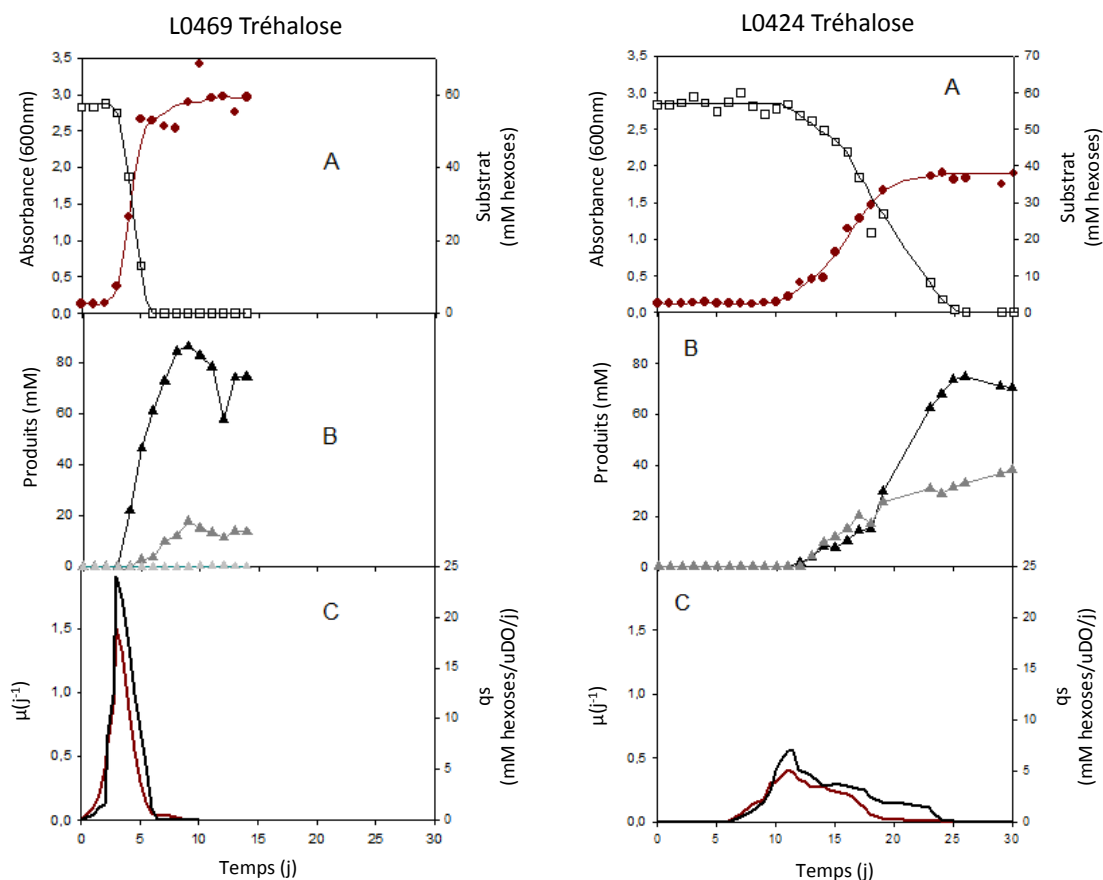 L0469 Tréhalose
L0424 Tréhalose
3,5
3,0
2,5
2,0
1,5
1,0
0,5
0,0
Absorbance (600nm)
A
60
40
20
0
Substrat
(mM hexoses)
3,5
3,0
2,5
2,0
1,5
1,0
0,5
0,0
Absorbance (600nm)
A
70
60
50
40
30
20
10
0
Substrat
(mM hexoses)
80
60
40
20
0
Produits (mM)
B
80
60
40
20
0
Produits (mM)
B
1,5
1,0
0,5
0,0
µ(j-1)
C
25
20
15
10
5
0
qs
(mM hexoses/uDO/j)
0 5 10 15 20 25 30
Temps (j)
1,5
1,0
0,5
0,0
µ(j-1)
C
25
20
15
10
5
0
qs
(mM hexoses/uDO/j)
0 5 10 15 20 25 30
Temps (j)